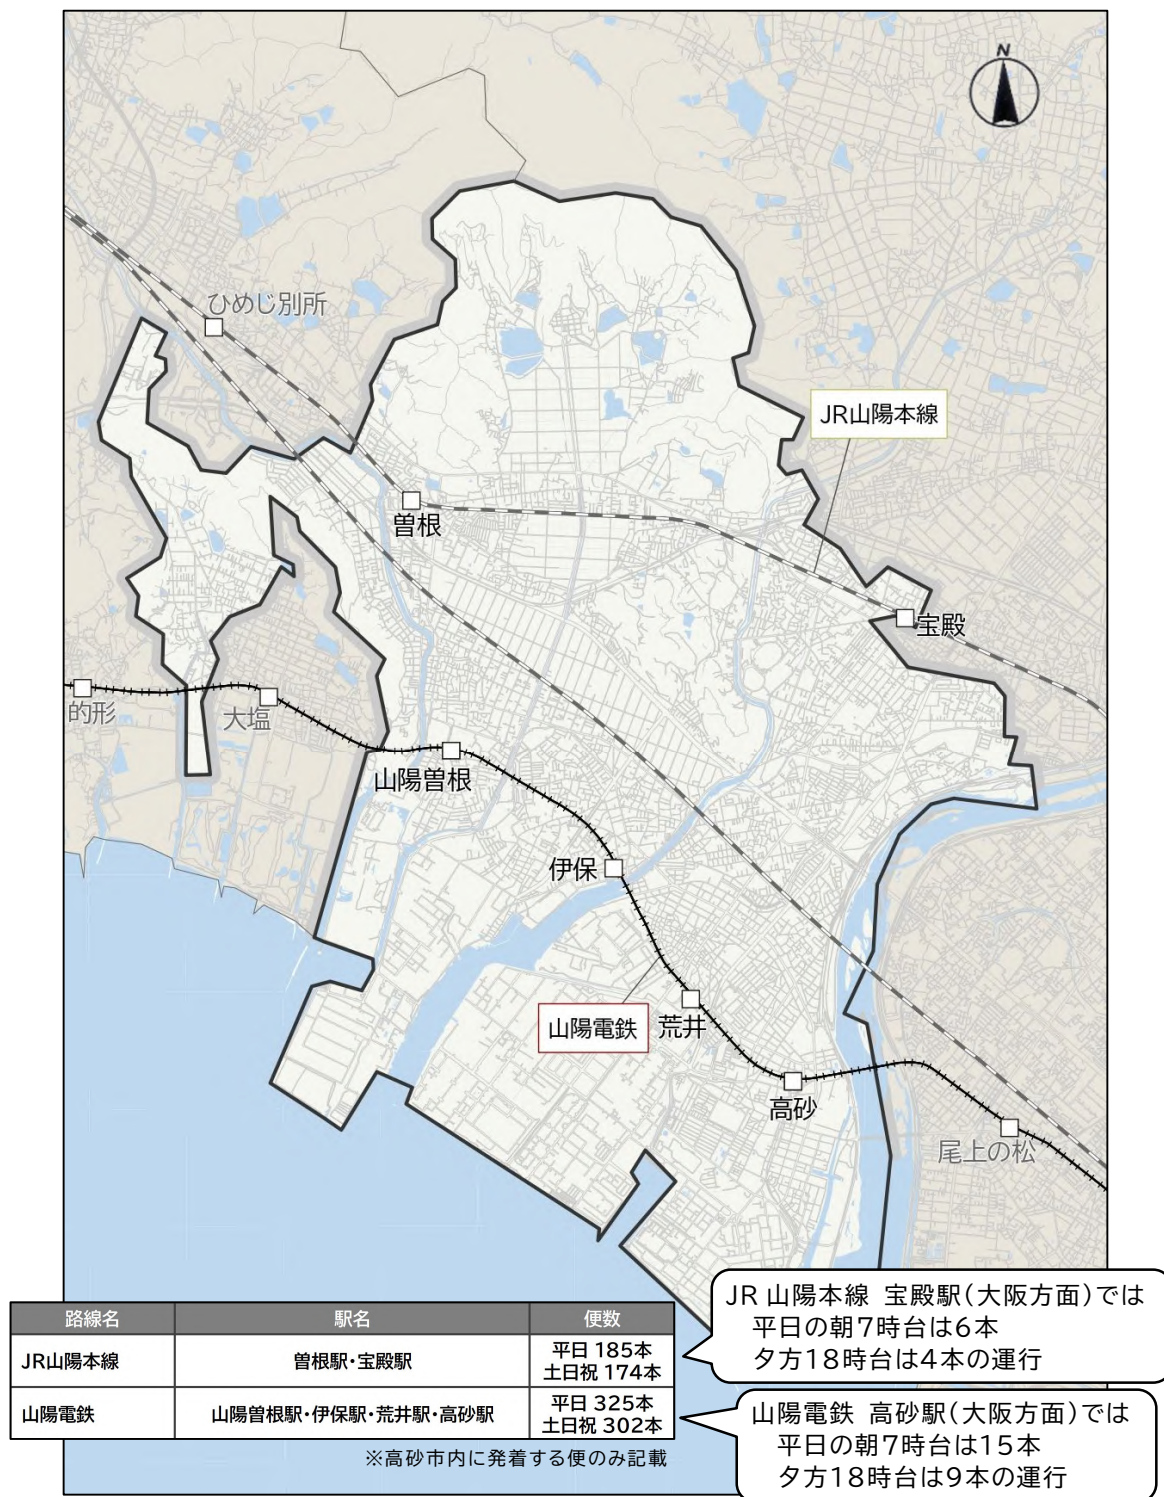 N
ひめじ別所
JR山陽本線
曽根
宝殿
的形
大塩
山陽曽根
伊保
山陽電鉄
荒井
高砂
尾上の松
路線名 駅名 便数
JR山陽本線 曽根駅・宝殿駅 平日 185本
土日祝 174本
山陽電鉄 山陽曽根駅・伊保駅・荒井駅・高砂駅 平日 325本
土日祝 302本
※高砂市内に発着する便のみ記載
JR 山陽本線 宝殿駅(大阪方面)では
平日の朝7時台は6本
夕方18時台は4本の運行
山陽電鉄 高砂駅(大阪方面)では
平日の朝7時台は15本
夕方18時台は9本の運行